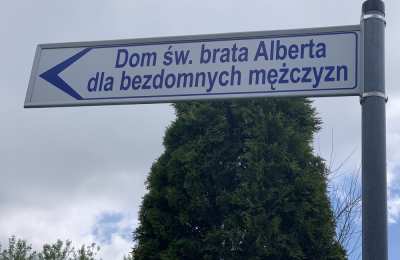 Dom św. brata Alberta
dla bezdomnych mężczyzn